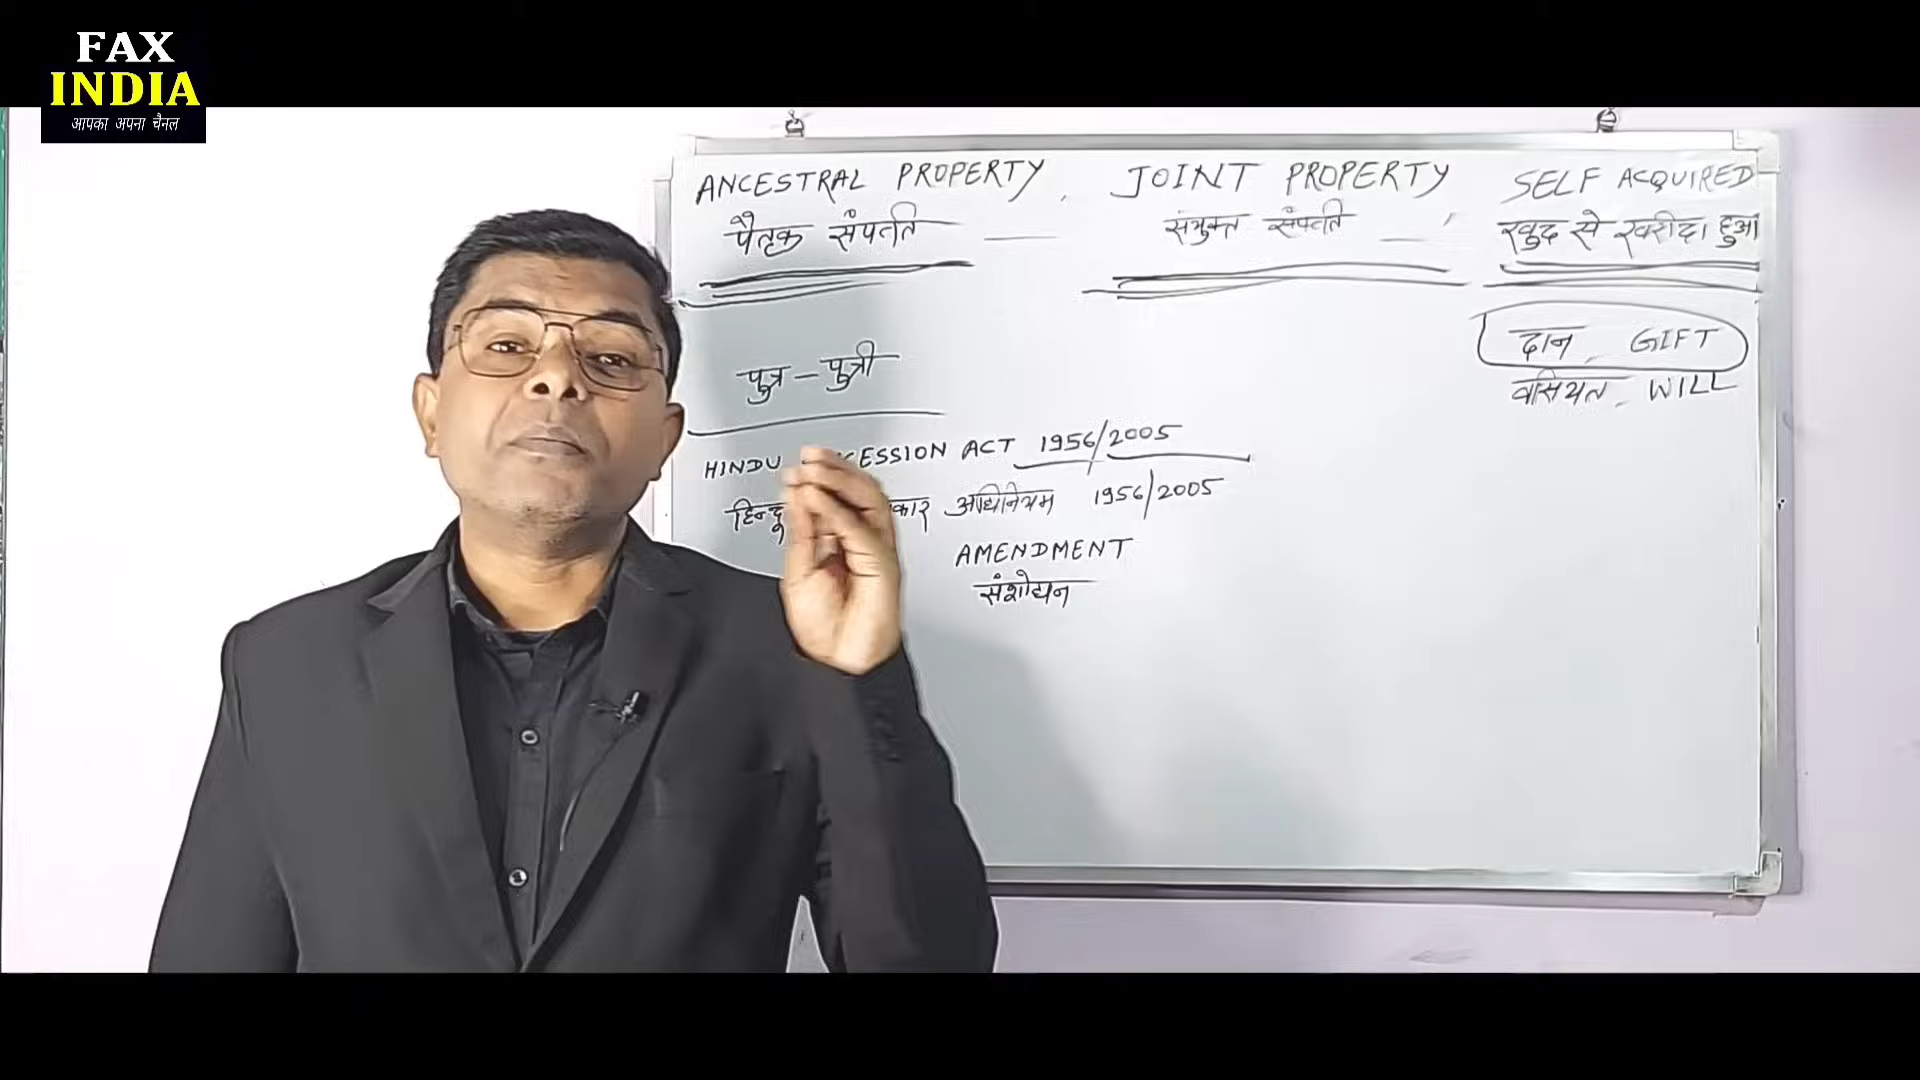 FAX
INDIA
आपका अपना चैनल
ANCESTRAL PROPERTY, JOINT PROPERTY, SELF ACQUIRED
पैतृक संपत्ति संयुक्त संपत्ति खुद से खरीदा हुआ
दान, GIFT
वसियत, WILL
पुत्र - पुत्री
HINDU ACT 1956/2005
हिन्दू अधिनियम 1956/2005
AMENDMENT
संशोधन